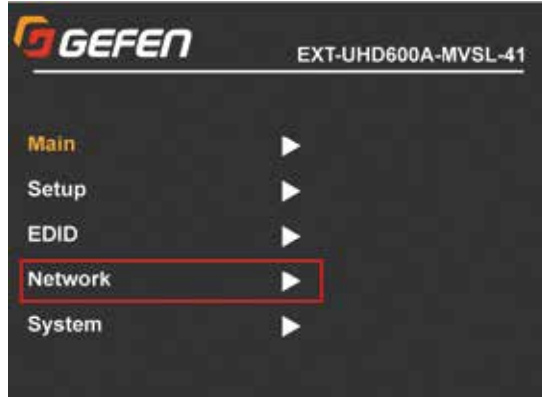 GEFEN
EXT-UHD600A-MVSL-41
Main
Setup
EDID
Network
System